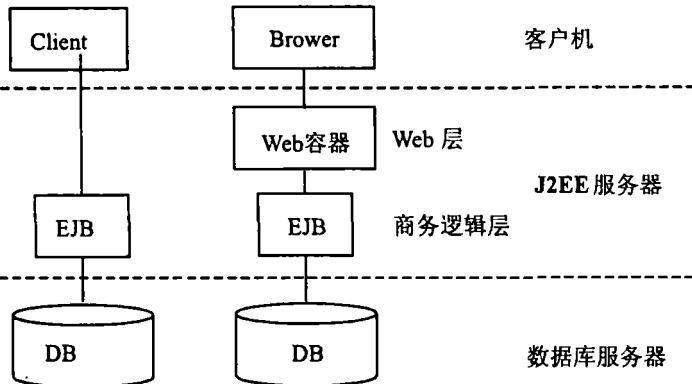 Client
Brower
客户机
Web容器
Web 层
J2EE服务器
EJB
EJB
商务逻辑层
DB
DB
数据库服务器